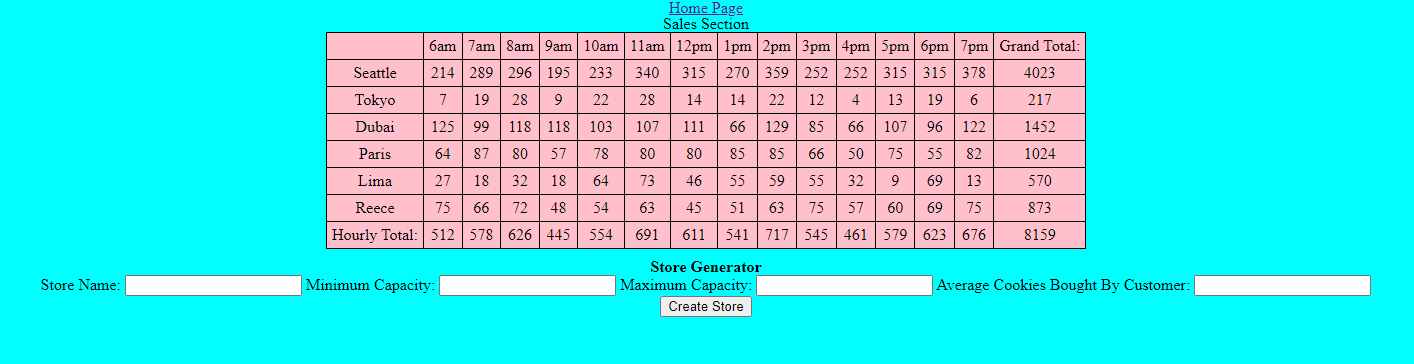 Home Page
Sales Section
6am 7am 8am 9am 10am 11am 12pm 1pm 2pm 3pm 4pm 5pm 6pm 7pm Grand Total:
Seattle 214 289 296 195 233 340 315 270 359 252 252 315 315 378 4023
Tokyo 7 19 28 9 22 28 14 14 22 12 4 13 19 6 217
Dubai 125 99 118 118 103 107 111 66 129 85 66 107 96 122 1452
Paris 64 87 80 57 78 80 80 85 85 66 50 75 55 82 1024
Lima 27 18 32 18 64 73 46 55 59 55 32 9 69 13 570
Reece 75 66 72 48 54 63 45 51 63 75 57 60 69 75 873
Hourly Total: 512 578 626 445 554 691 611 541 717 545 461 579 623 676 8159
Store Generator
Store Name: Minimum Capacity: Maximum Capacity: Average Cookies Bought By Customer:
Create Store